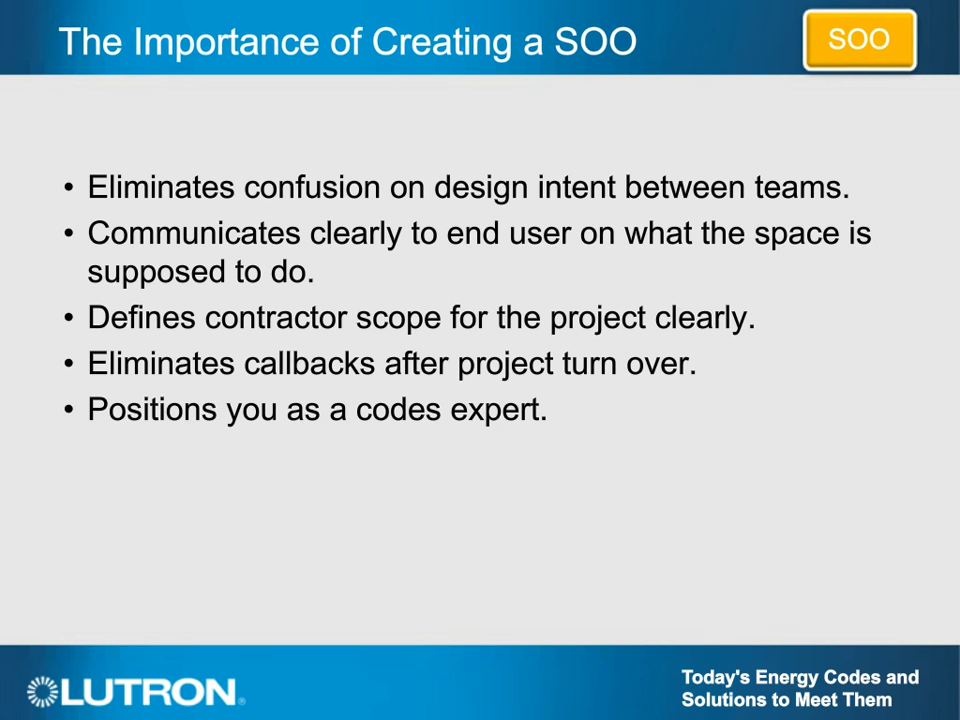 The Importance of Creating a SOO
SOO
• Eliminates confusion on design intent between teams.
• Communicates clearly to end user on what the space is
supposed to do.
• Defines contractor scope for the project clearly.
• Eliminates callbacks after project turn over.
• Positions you as a codes expert.
LUTRON®
Today's Energy Codes and
Solutions to Meet Them